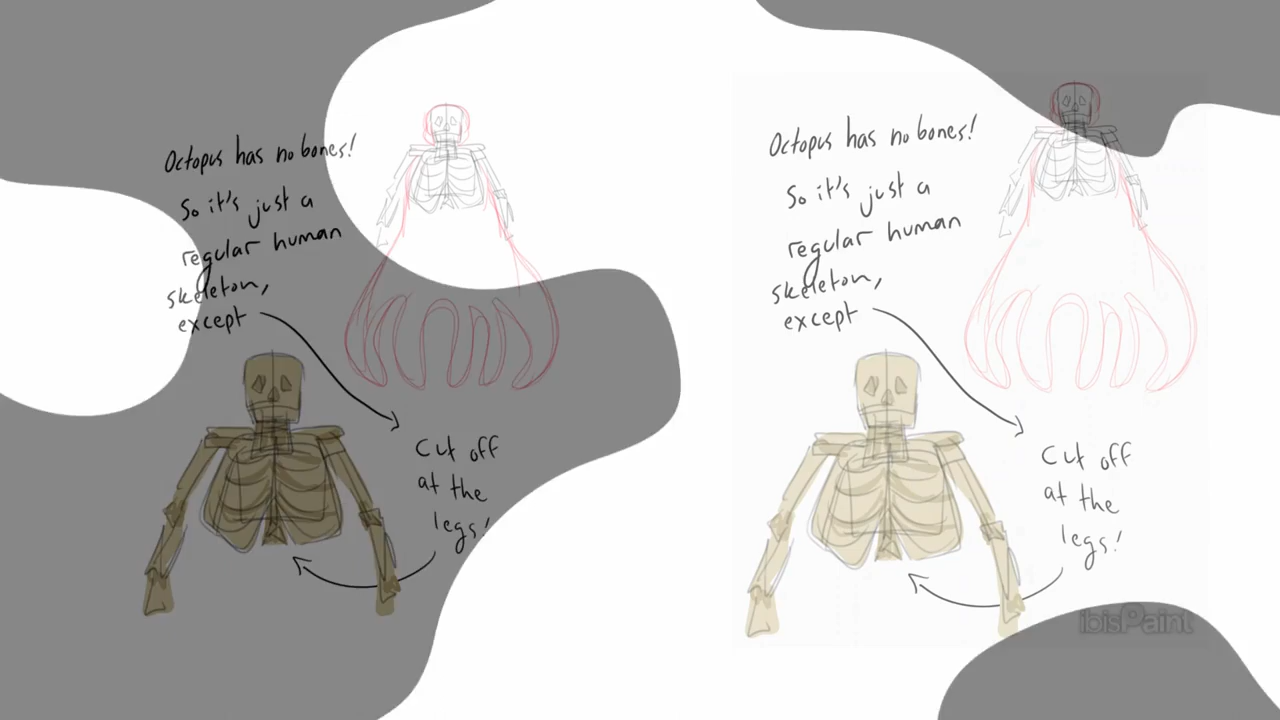 Octopus has no bones!
So it's just a
regular human
skeleton,
except
Cut off
at the
legs!
Octopus has no bones!
So it's just a
regular human
skeleton,
except
Cut off
at the
legs!
ibisPaint